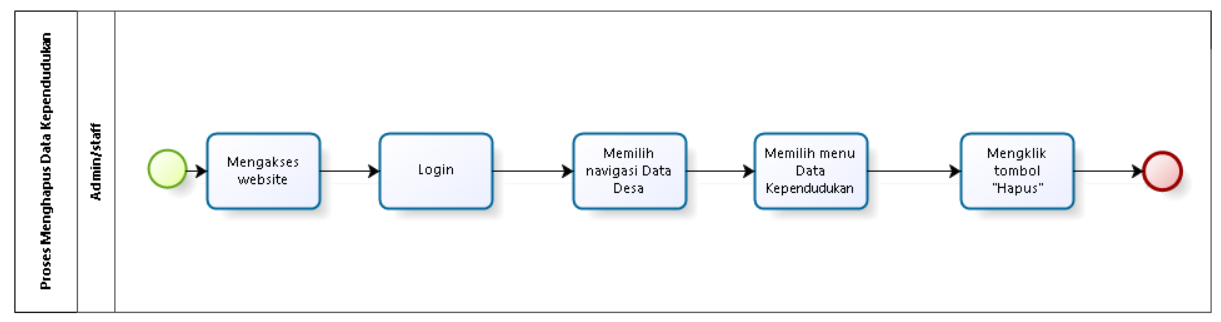 Proses Menghapus Data Kependudukan
Admin/staff
Mengakses
website
Login
Memilih
navigasi Data
Desa
Memilih menu
Data
Kependudukan
Mengklik
tombol
"Hapus"